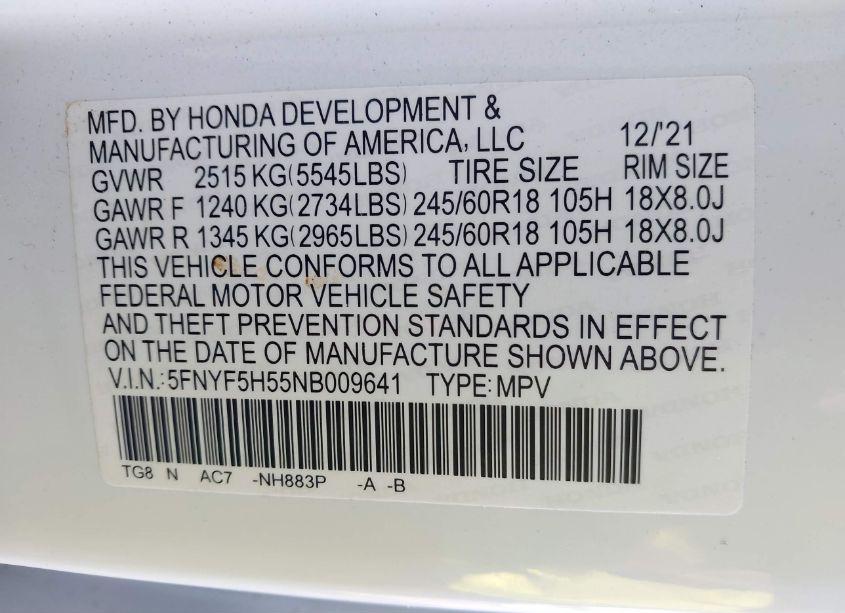 MFD. BY HONDA DEVELOPMENT &
MANUFACTURING OF AMERICA, LLC 12/'21
GVWR 2515 KG(5545LBS) TIRE SIZE RIM SIZE
GAWR F 1240 KG(2734LBS) 245/60R18 105H 18X8.0J
GAWR R 1345 KG(2965LBS) 245/60R18 105H 18X8.0J
THIS VEHICLE CONFORMS TO ALL APPLICABLE
FEDERAL MOTOR VEHICLE SAFETY
AND THEFT PREVENTION STANDARDS IN EFFECT
ON THE DATE OF MANUFACTURE SHOWN ABOVE.
V.I.N.:5FNYF5H55NB009641 TYPE:MPV
TG8 N AC7 -NH883P -A -B